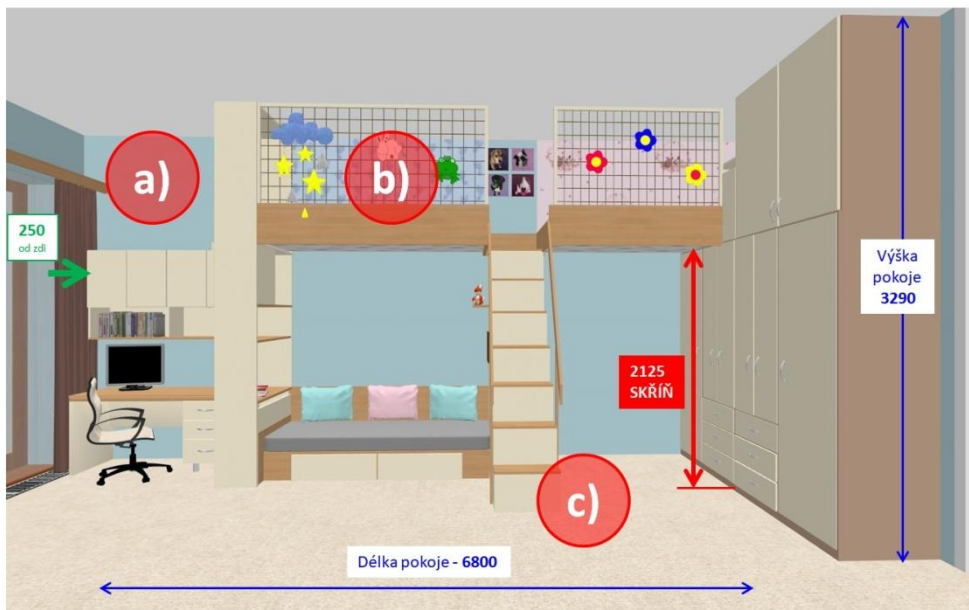 a)
b)
250
od zdi
Výška
pokoje
3290
2125
SKŘÍŇ
c)
Délka pokoje - 6800